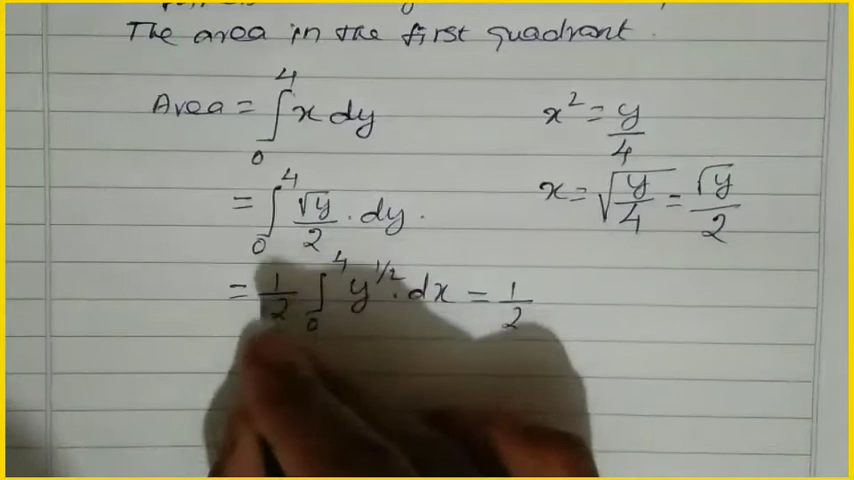 The area in the first quadrant.
Area = ∫₀⁴ x dy
x² = y/4
= ∫₀⁴ √y/2 . dy.
x = √(y/4) = √y/2
= 1/2 ∫₀⁴ y^1/2 . dx = 1/2